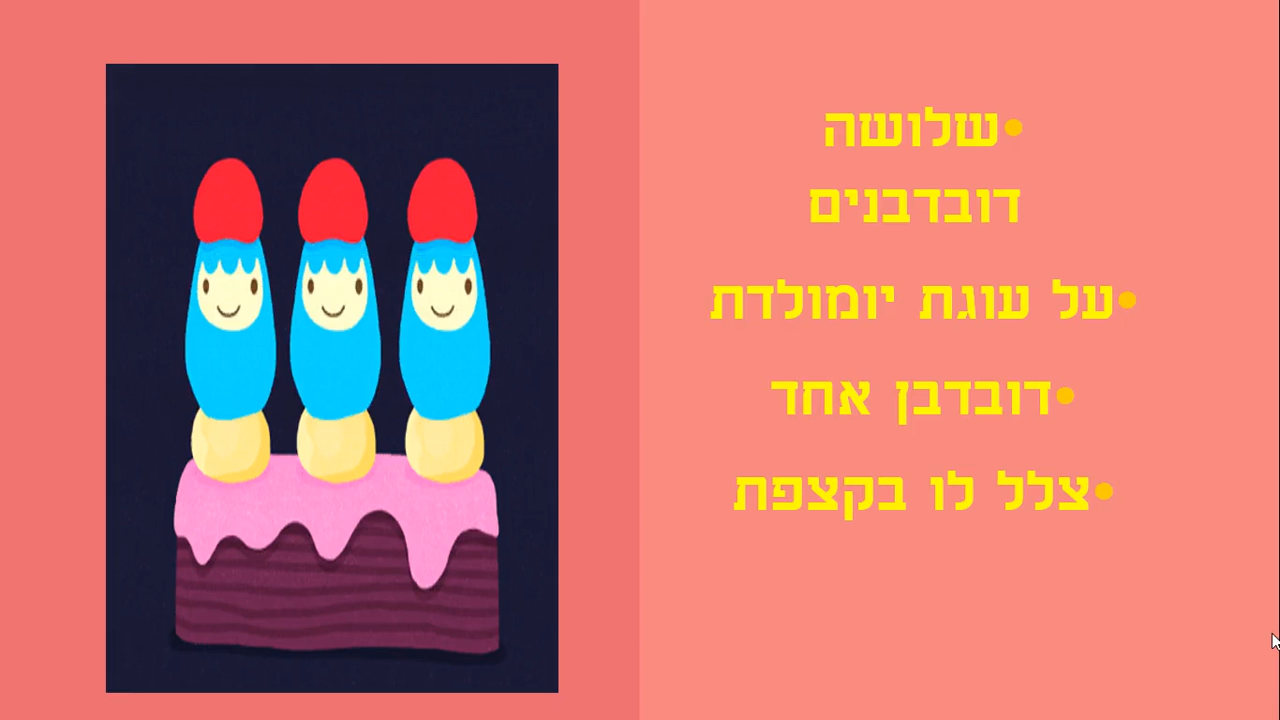 •שלושה
דובדבנים
•על עוגת יומולדת
•דובדבן אחד
•צלל לו בקצפת